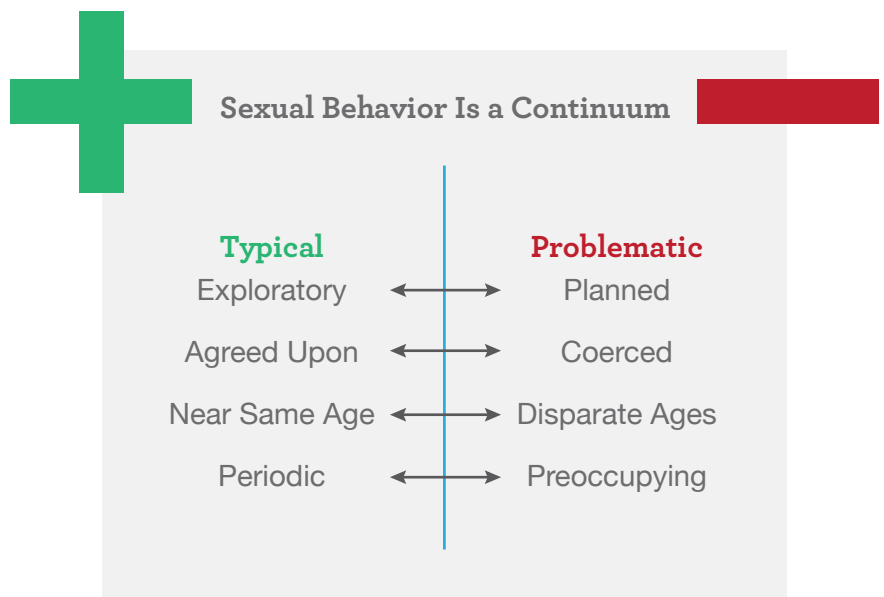 Sexual Behavior Is a Continuum
Typical Problematic
Exploratory Planned
Agreed Upon Coerced
Near Same Age Disparate Ages
Periodic Preoccupying